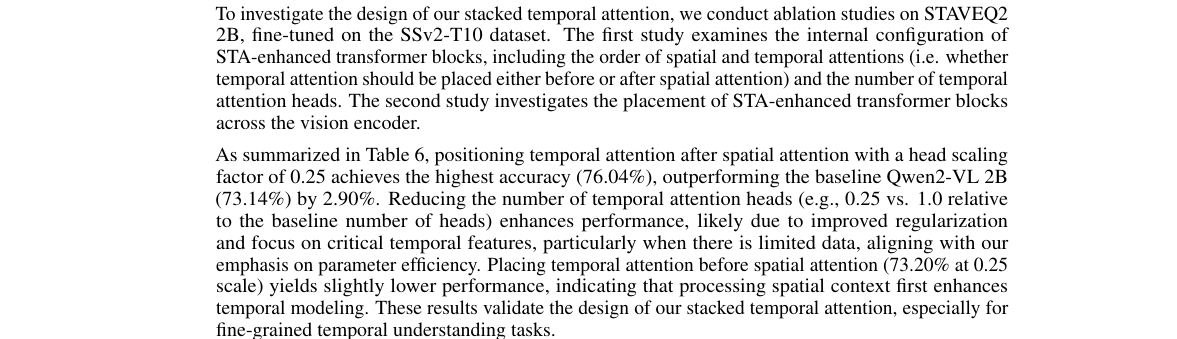 To investigate the design of our stacked temporal attention, we conduct ablation studies on STAVEQ2
2B, fine-tuned on the SSv2-T10 dataset. The first study examines the internal configuration of
STA-enhanced transformer blocks, including the order of spatial and temporal attentions (i.e. whether
temporal attention should be placed either before or after spatial attention) and the number of temporal
attention heads. The second study investigates the placement of STA-enhanced transformer blocks
across the vision encoder.
As summarized in Table 6, positioning temporal attention after spatial attention with a head scaling
factor of 0.25 achieves the highest accuracy (76.04%), outperforming the baseline Qwen2-VL 2B
(73.14%) by 2.90%. Reducing the number of temporal attention heads (e.g., 0.25 vs. 1.0 relative
to the baseline number of heads) enhances performance, likely due to improved regularization
and focus on critical temporal features, particularly when there is limited data, aligning with our
emphasis on parameter efficiency. Placing temporal attention before spatial attention (73.20% at 0.25
scale) yields slightly lower performance, indicating that processing spatial context first enhances
temporal modeling. These results validate the design of our stacked temporal attention, especially for
fine-grained temporal understanding tasks.